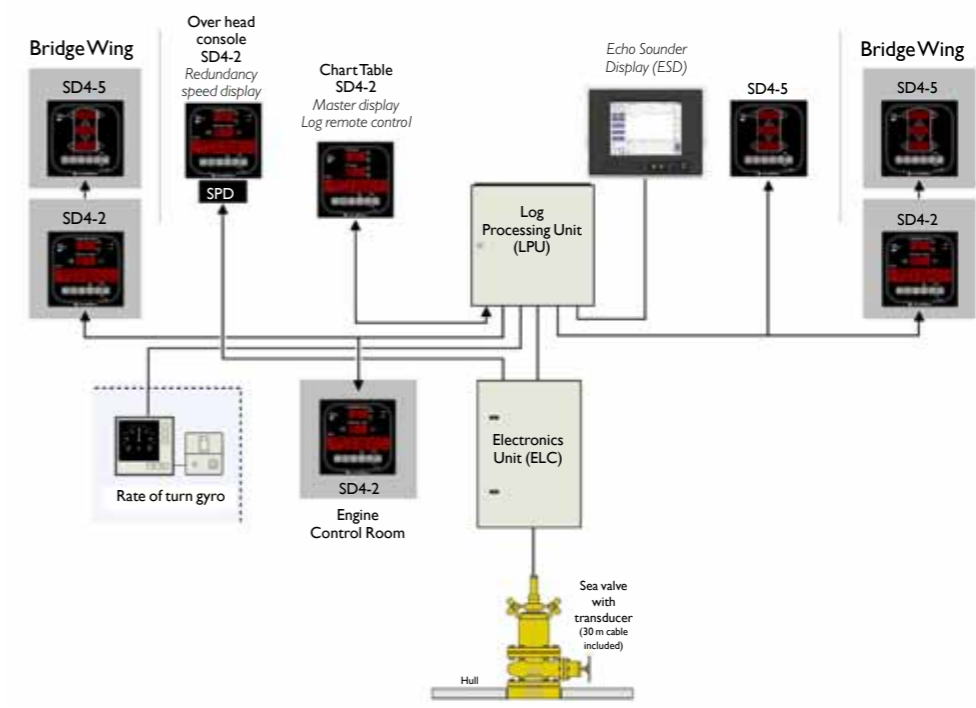 Bridge Wing
SD4-5
SD4-2
Over head
console
SD4-2
Redundancy
speed display
SPD
Chart Table
SD4-2
Master display
Log remote control
Echo Sounder
Display (ESD)
SD4-5
Bridge Wing
SD4-5
SD4-2
Log
Processing Unit
(LPU)
Rate of turn gyro
SD4-2
Engine
Control Room
Electronics
Unit (ELC)
Sea valve
with
transducer
(30 m cable
included)
Hull